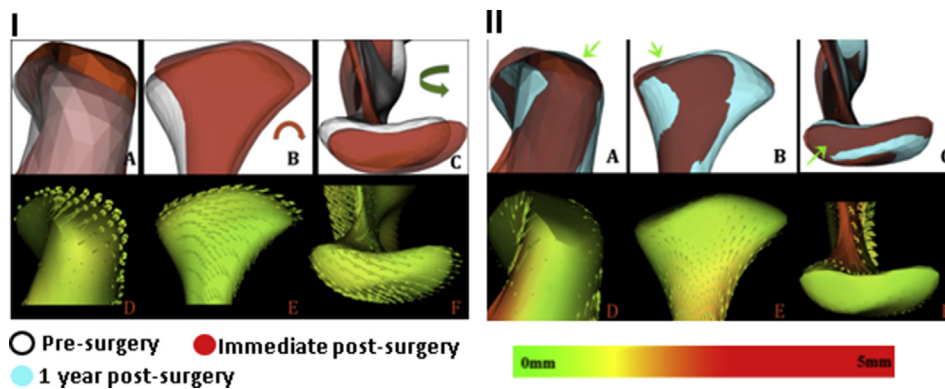 I
II
A
B
C
A
B
C
D
E
F
D
E
Pre-surgery
Immediate post-surgery
1 year post-surgery
0mm
5mm